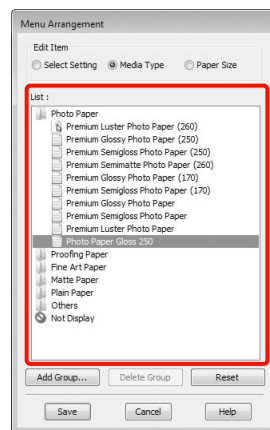 Menu Arrangement
Edit Item
Select Setting Media Type Paper Size
List :
Photo Paper
Premium Luster Photo Paper (260)
Premium Glossy Photo Paper (250)
Premium Semigloss Photo Paper (250)
Premium Semimatte Photo Paper (260)
Premium Glossy Photo Paper (170)
Premium Semigloss Photo Paper (170)
Premium Glossy Photo Paper
Premium Semigloss Photo Paper
Premium Luster Photo Paper
Photo Paper Gloss 250
Proofing Paper
Fine Art Paper
Matte Paper
Plain Paper
Others
Not Display
Add Group... Delete Group Reset
Save Cancel Help